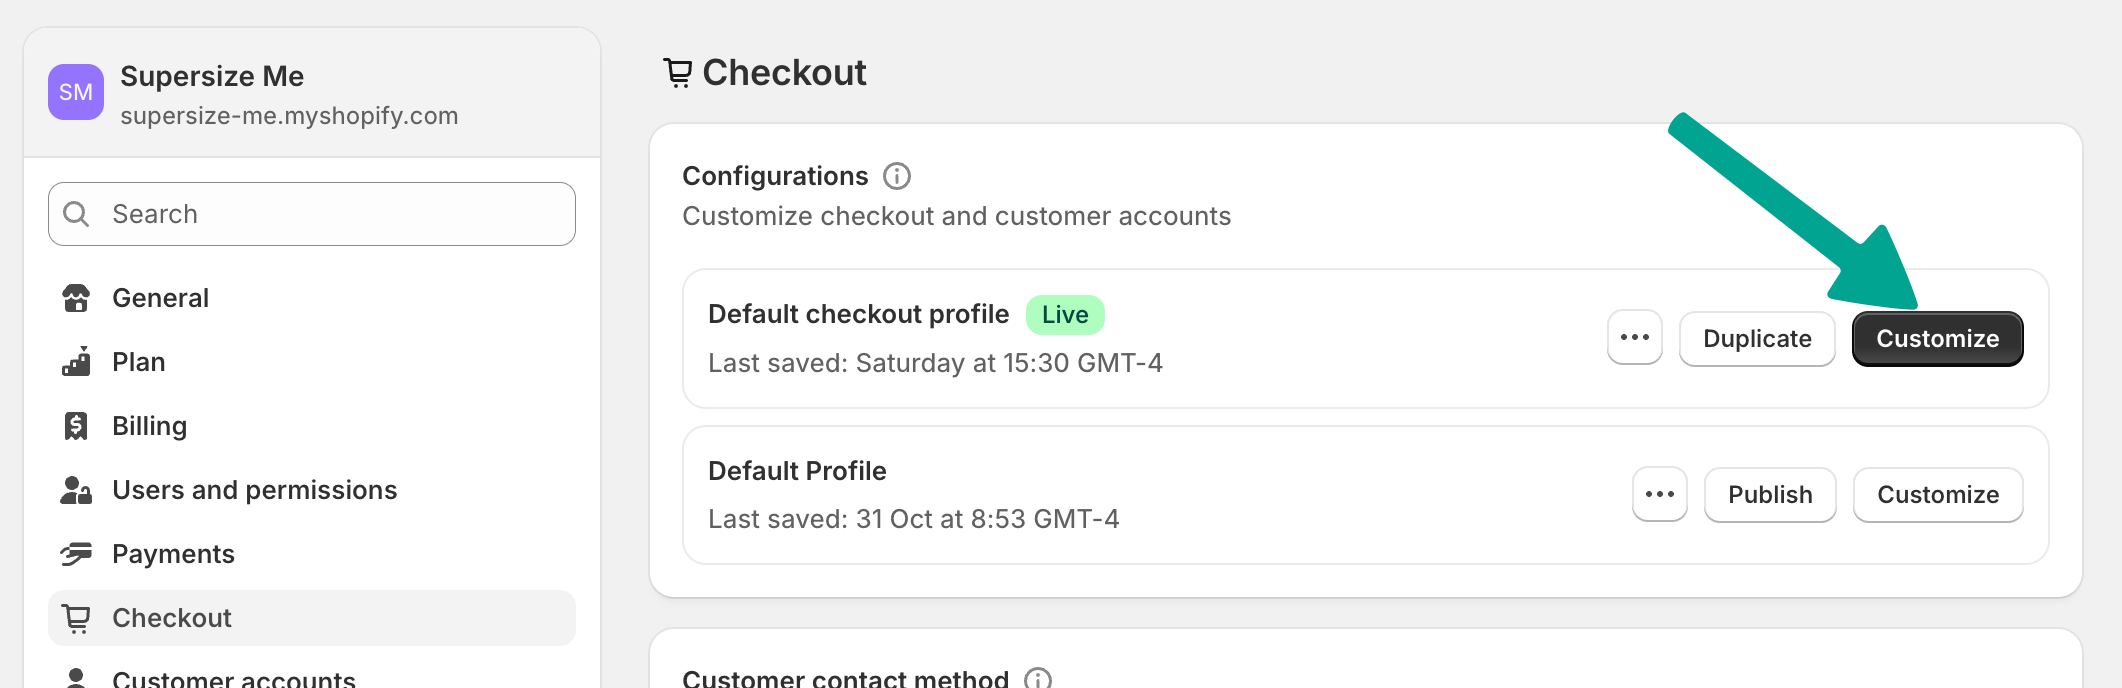 SM
Supersize Me
supersize-me.myshopify.com
Search
General
Plan
Billing
Users and permissions
Payments
Checkout
Customer accounts
Checkout
Configurations
Customize checkout and customer accounts
Default checkout profile Live
Last saved: Saturday at 15:30 GMT-4
Duplicate Customize
Default Profile
Last saved: 31 Oct at 8:53 GMT-4
Publish Customize
Customer contact method